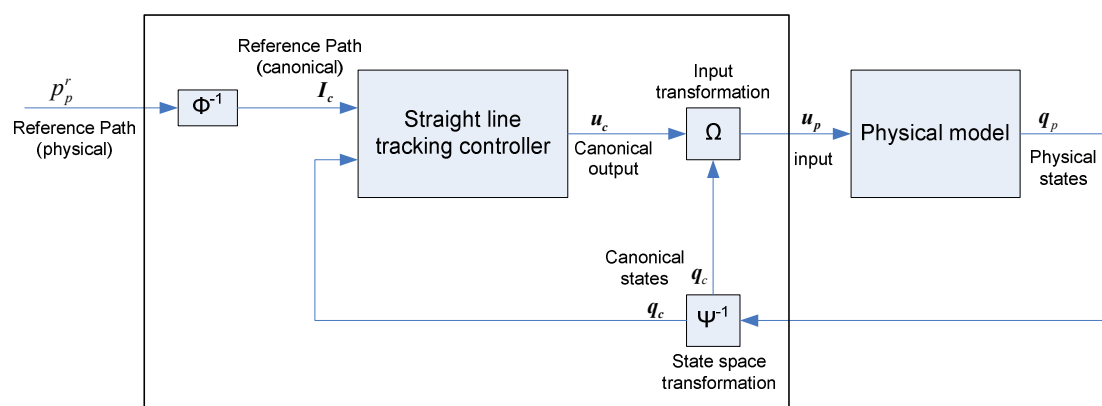 p_p^r
Reference Path
(physical)
Φ-1
Reference Path
(canonical)
I_c
Straight line
tracking controller
u_c
Canonical
output
Input
transformation
Ω
u_p
input
Physical model
q_p
Physical
states
Canonical
states
q_c
q_c
Ψ-1
State space
transformation